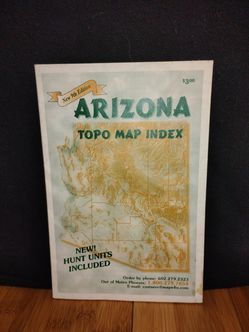 New 9th Edition
$3.00
ARIZONA
TOPO MAP INDEX
NEW!
HUNT UNITS
INCLUDED
Order by phone: 602.279.2323
Out of Metro Phoenix: 1.800.279.7654